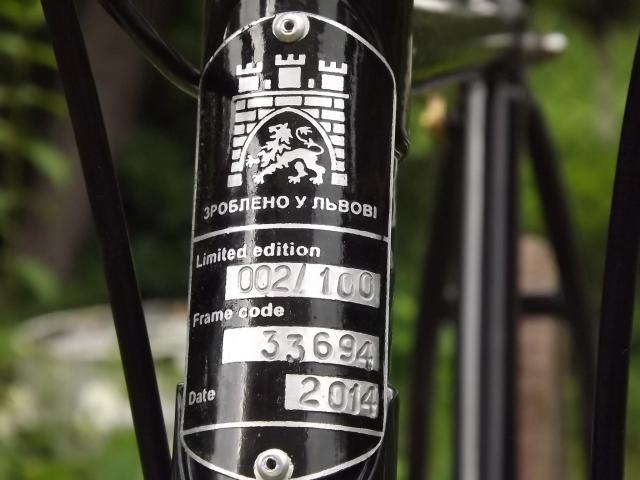 ЗРОБЛЕНО У ЛЬВОВІ
Limited edition
002/100
Frame code
33694
Date
2014